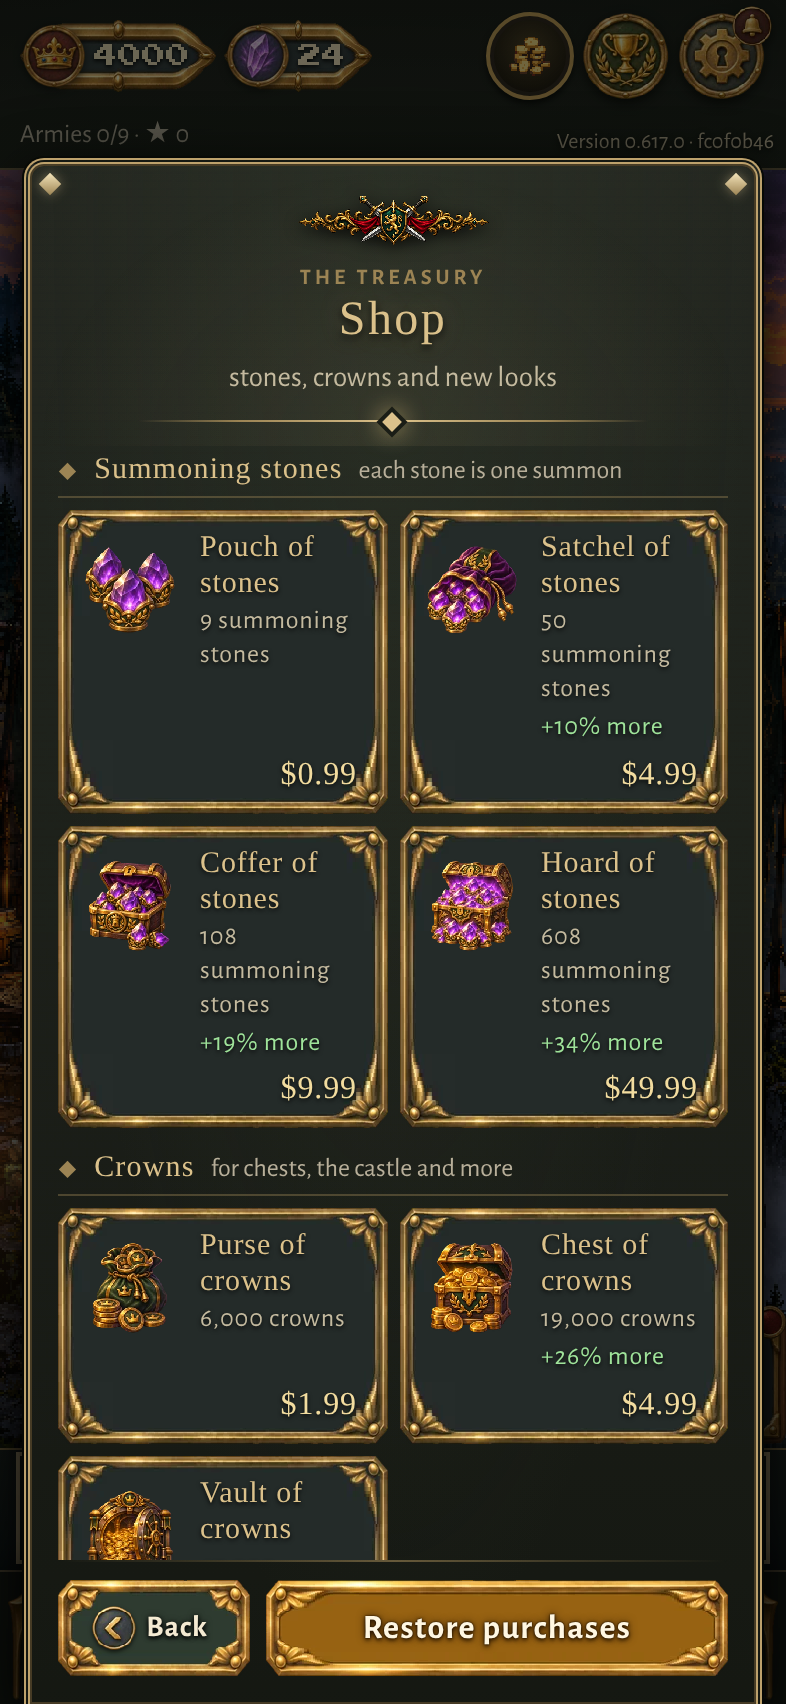 4000
24
Armies 0/9 · ★ 0
Version 0.617.0 · fc0f0b46
THE TREASURY
Shop
stones, crowns and new looks
Summoning stones each stone is one summon
Pouch of
stones
9 summoning
stones
$0.99
Satchel of
stones
50
summoning
stones
+10% more
$4.99
Coffer of
stones
108
summoning
stones
+19% more
$9.99
Hoard of
stones
608
summoning
stones
+34% more
$49.99
Crowns for chests, the castle and more
Purse of
crowns
6,000 crowns
$1.99
Chest of
crowns
19,000 crowns
+26% more
$4.99
Vault of
crowns
Back
Restore purchases